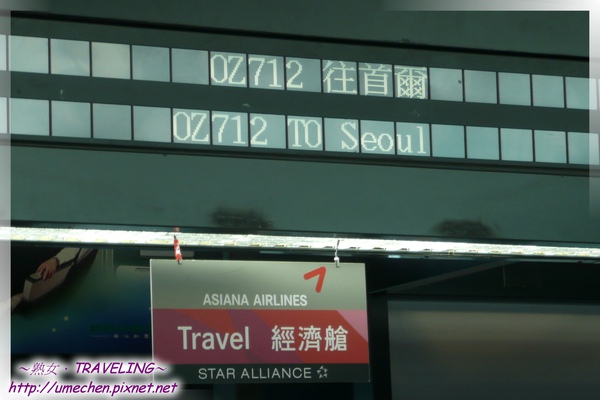 OZ712 往首爾
OZ712 TO Seoul
ASIANA AIRLINES
Travel 經濟艙
STAR ALLIANCE
～熟女．TRAVELING～
http://umechen.pixnet.net